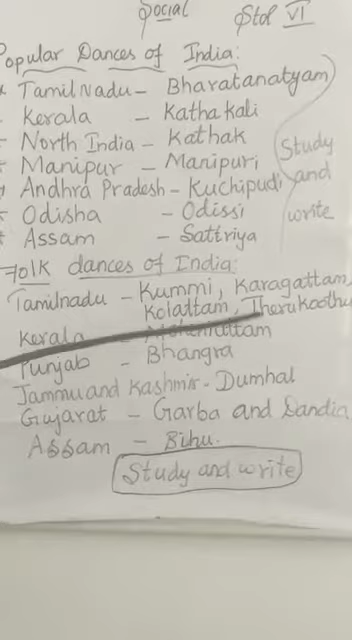 Social Std VI
Popular Dances of India:
Tamil Nadu - Bharatanatyam
Kerala - Kathakali
North India - Kathak
Manipur - Manipuri
Andhra Pradesh - Kuchipudi
Odisha - Odissi
Assam - Sattriya
Study and write
Folk dances of India:
Tamilnadu - Kummi, Karagattam,
Kolattam, Therukoothu
Kerala - Mohiniattam
Punjab - Bhangra
Jammu and Kashmir - Dumhal
Gujarat - Garba and Dandia
Assam - Bihu.
Study and write